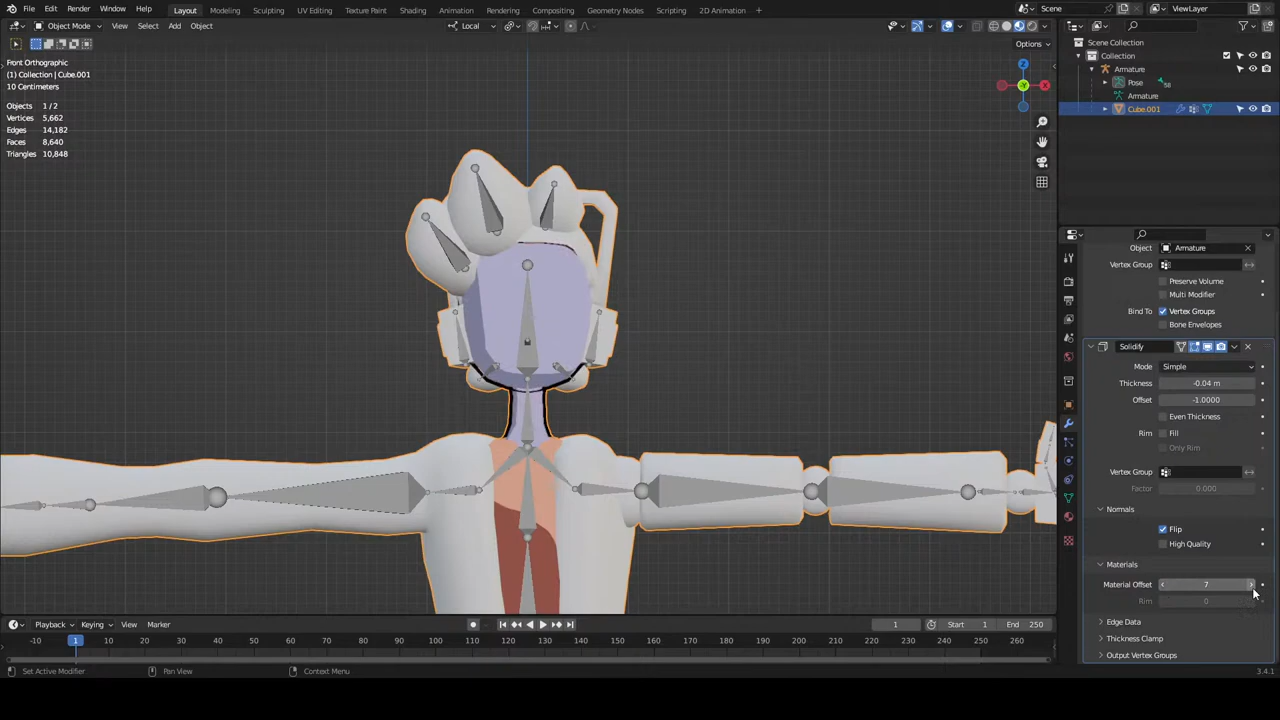 File Edit Render Window Help Layout Modeling Sculpting UV Editing Texture Paint Shading Animation Rendering Compositing Geometry Nodes Scripting 2D Animation + Scene ViewLayer
Object Mode View Select Add Object Local
Options
Front Orthographic
(1) Collection | Cube.001
10 Centimeters
Objects 1 / 2
Vertices 5,662
Edges 14,182
Faces 8,640
Triangles 10,848
Z
Y
X
Scene Collection
Collection
Armature
Pose 58
Armature
Cube.001
Object Armature
Vertex Group
Preserve Volume
Multi Modifier
Bind To Vertex Groups
Bone Envelopes
Solidify
Mode Simple
Thickness -0.04 m
Offset -1.0000
Even Thickness
Rim Fill
Only Rim
Vertex Group
Factor 0.000
Normals
Flip
High Quality
Materials
Material Offset 7
Rim 0
Edge Data
Thickness Clamp
Output Vertex Groups
Playback Keying View Marker 1 Start 1 End 250
-10 1 10 20 30 40 50 60 70 80 90 100 110 120 130 140 150 160 170 180 190 200 210 220 230 240 250 260
Set Active Modifier Pan View Context Menu 3.4.1